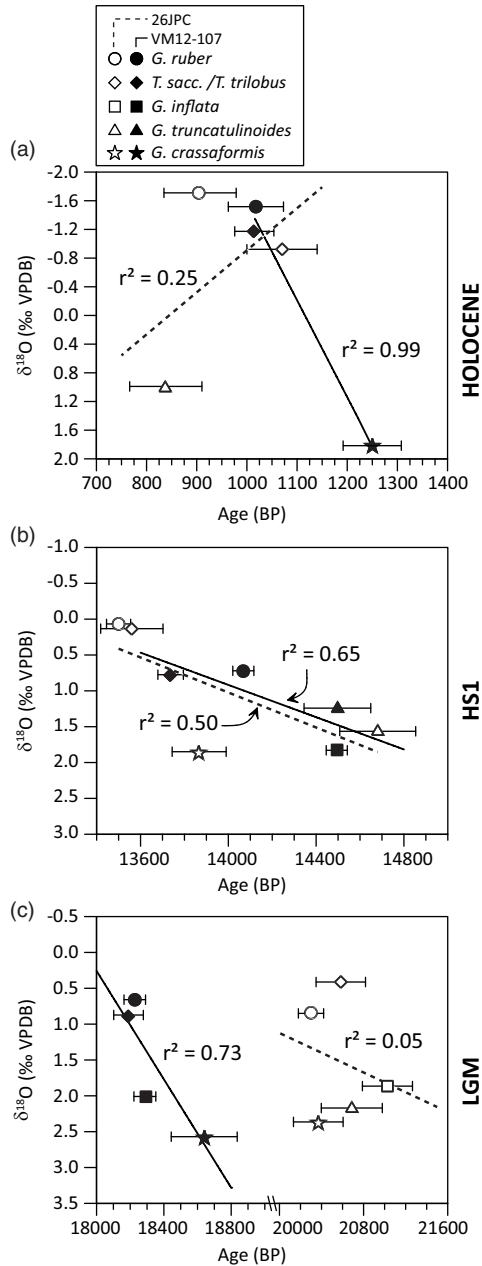 26JPC
VM12-107
G. ruber
T. sacc. /T. trilobus
G. inflata
G. truncatulinoides
G. crassaformis
(a)
-2.0
-1.6
-1.2
-0.8
0.0
0.4
0.8
1.2
1.6
2.0
δ18O (‰ VPDB)
r² = 0.25
r² = 0.99
HOLOCENE
700 800 900 1000 1100 1200 1300 1400
Age (BP)
(b)
-1.0
-0.5
0.0
0.5
1.0
1.5
2.0
2.5
3.0
δ18O (‰ VPDB)
r² = 0.65
r² = 0.50
HS1
13600 14000 14400 14800
Age (BP)
(c)
-0.5
0.0
0.5
1.0
1.5
2.0
2.5
3.0
3.5
δ18O (‰ VPDB)
r² = 0.73
r² = 0.05
LGM
18000 18400 18800 20000 20800 21600
Age (BP)